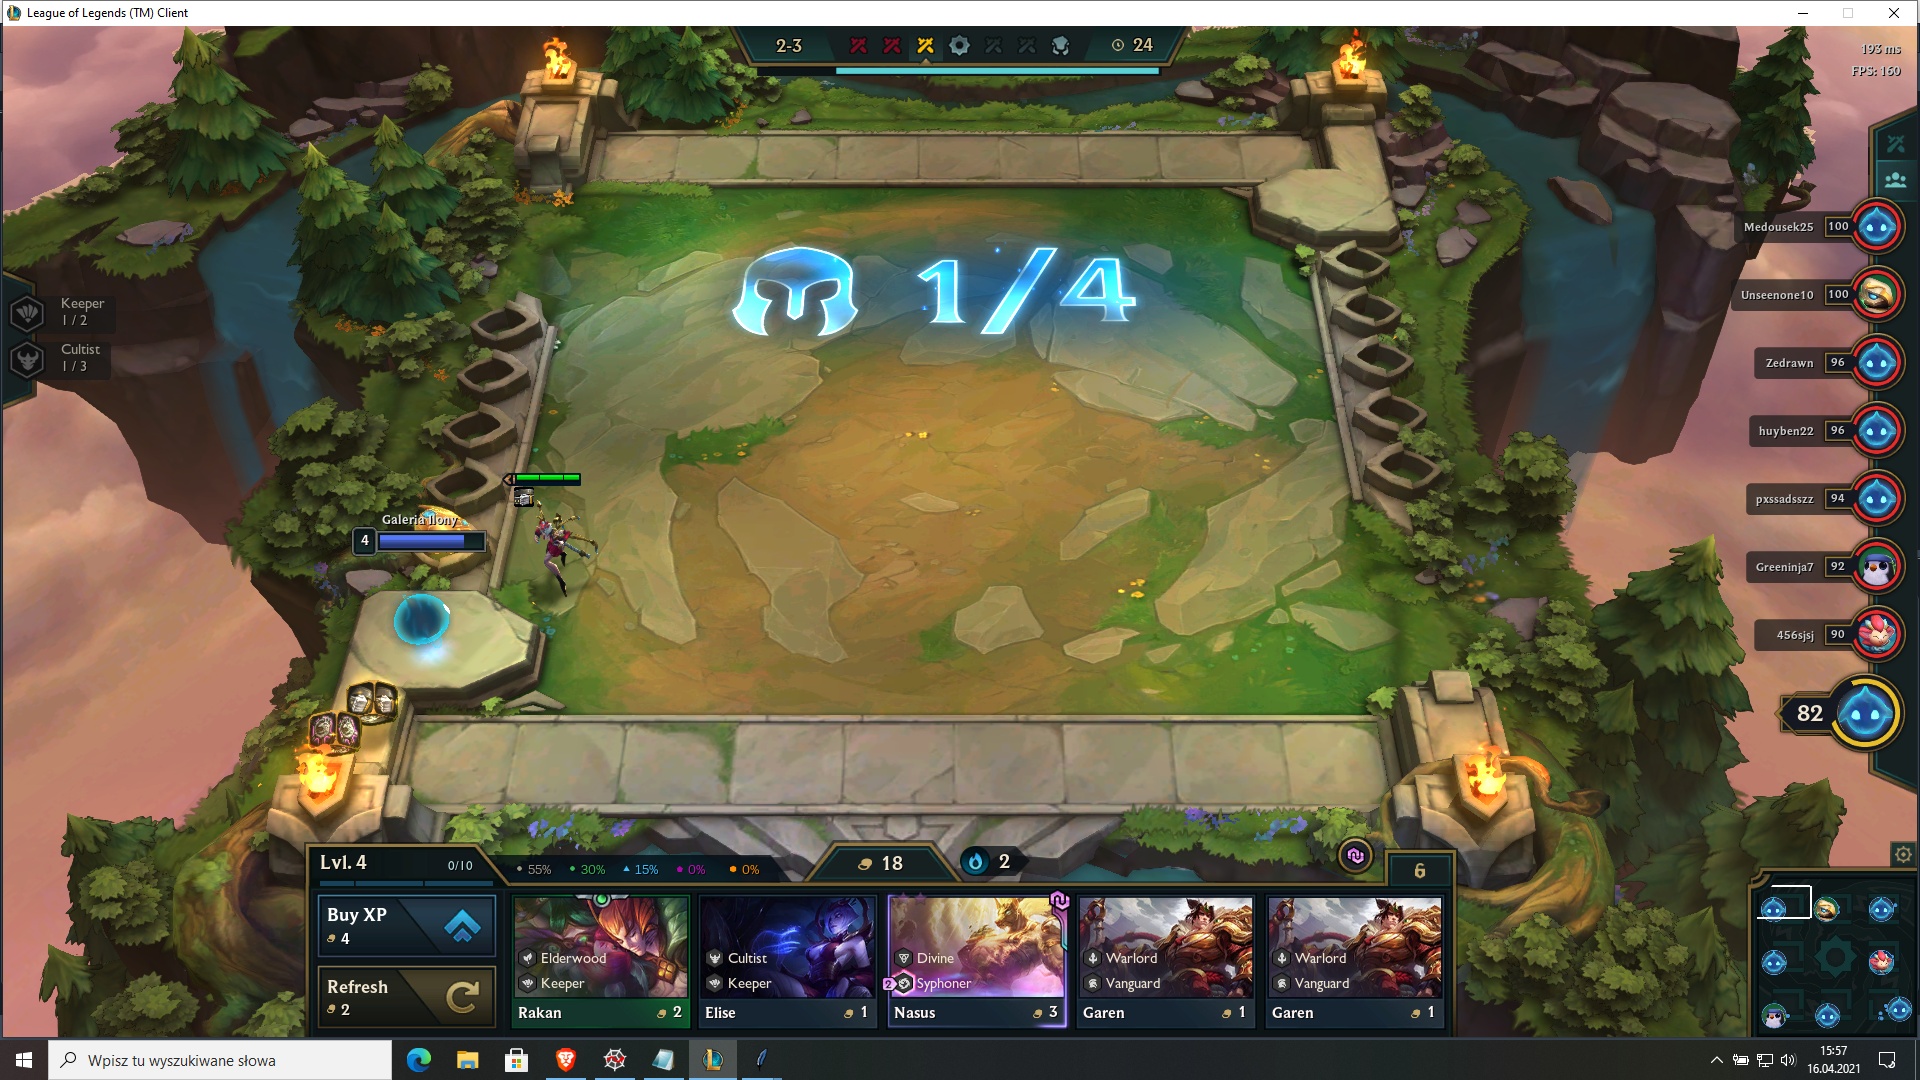 League of Legends (TM) Client
2-3
24
193 ms
FPS: 160
1/4
Keeper
1 / 2
Cultist
1 / 3
Medousek25 100
Unseenone10 100
Zedrawn 96
huyben22 96
pxssadsszz 94
Greeninja7 92
456sjsj 90
82
Galeria Ilony
4
Lvl. 4
0/10
55% 30% 15% 0% 0%
18
2
6
Buy XP
4
Refresh
2
Elderwood
Keeper
Rakan 2
Cultist
Keeper
Elise 1
Divine
2 Syphoner
Nasus 3
Warlord
Vanguard
Garen 1
Warlord
Vanguard
Garen 1
Wpisz tu wyszukiwane słowa
15:57
16.04.2021